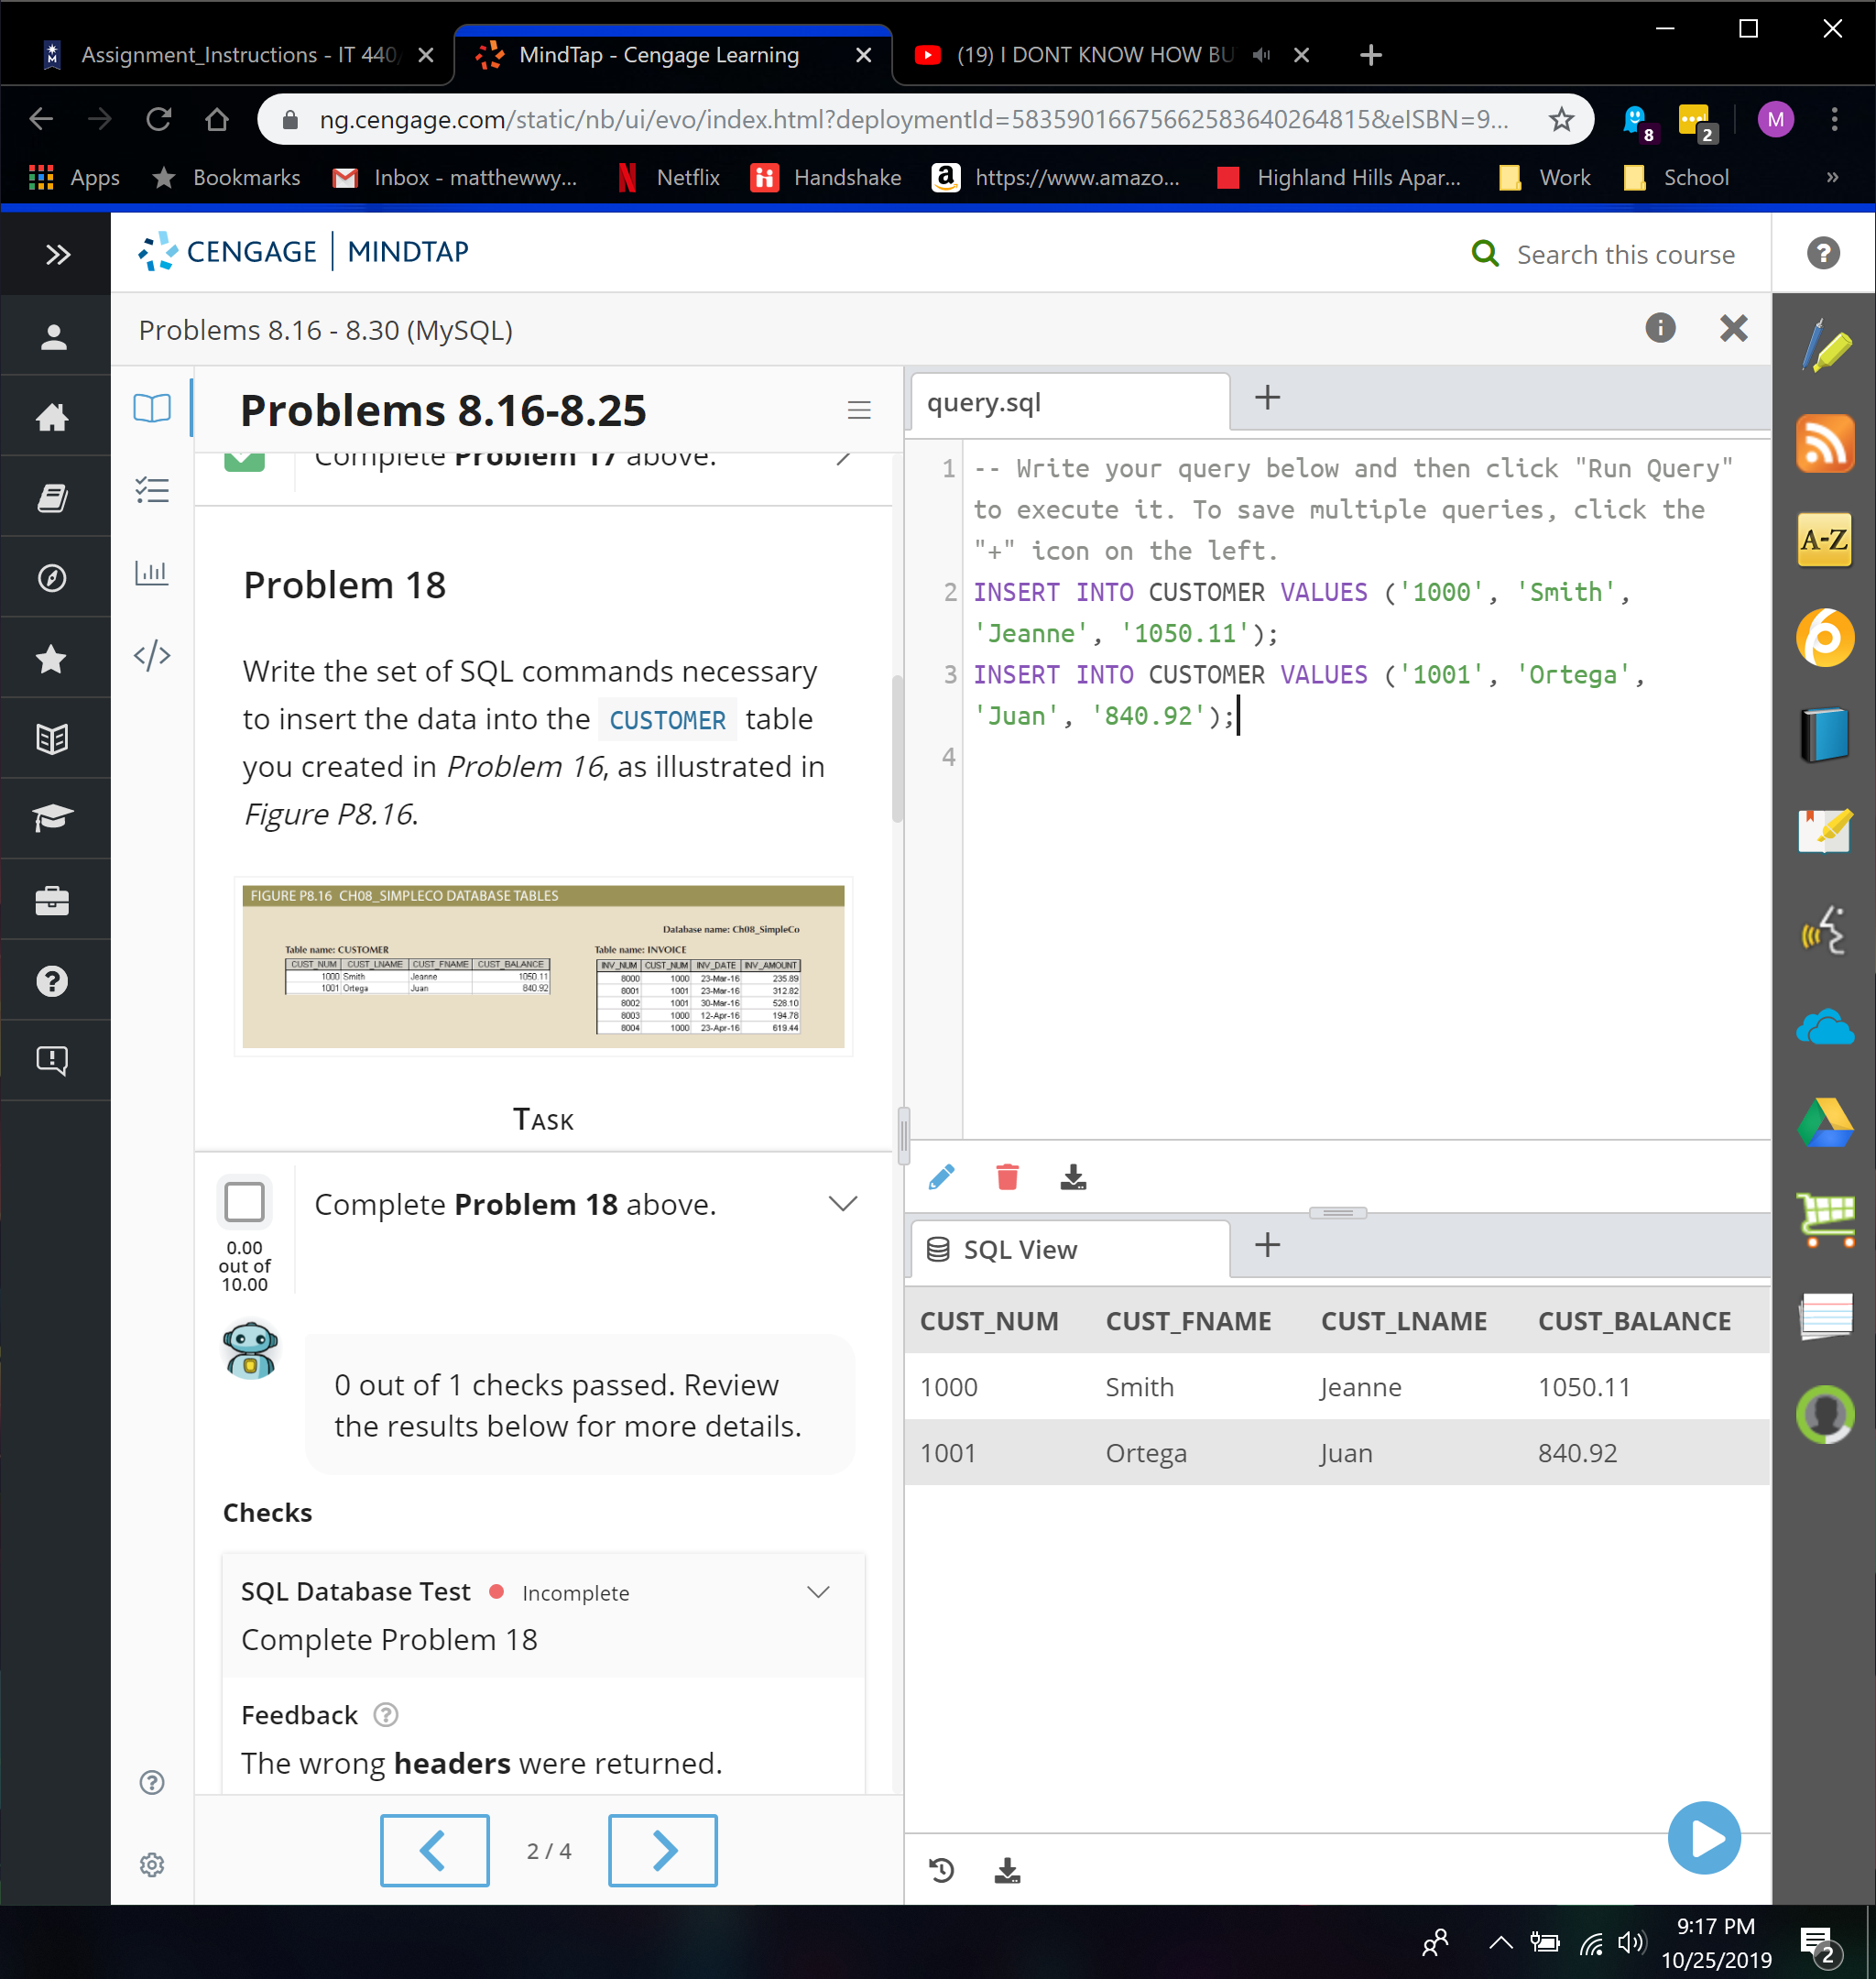 Assignment_Instructions - IT 440,
MindTap - Cengage Learning
(19) I DONT KNOW HOW BU
ng.cengage.com/static/nb/ui/evo/index.html?deploymentId=58359016675662583640264815&eISBN=9...
8
2
M
Apps
Bookmarks
Inbox - matthewwy...
Netflix
Handshake
https://www.amazo...
Highland Hills Apar...
Work
School
»
CENGAGE | MINDTAP
Search this course
Problems 8.16 - 8.30 (MySQL)
Problems 8.16-8.25
Complete Problem 17 above.
Problem 18
Write the set of SQL commands necessary
to insert the data into the CUSTOMER table
you created in Problem 16, as illustrated in
Figure P8.16.
FIGURE P8.16 CH08_SIMPLECO DATABASE TABLES
Database name: Ch08_SimpleCo
Table name: CUSTOMER
CUST_NUM CUST_LNAME CUST_FNAME CUST_BALANCE
1000 Smith Jeanne 1050.11
1001 Ortega Juan 840.92
Table name: INVOICE
INV_NUM CUST_NUM INV_DATE INV_AMOUNT
8000 1000 23-Mar-16 235.89
8001 1001 23-Mar-16 312.82
8002 1001 30-Mar-16 528.10
8003 1000 12-Apr-16 194.78
8004 1000 23-Apr-16 619.44
TASK
Complete Problem 18 above.
0.00
out of
10.00
0 out of 1 checks passed. Review
the results below for more details.
Checks
SQL Database Test Incomplete
Complete Problem 18
Feedback
The wrong headers were returned.
2 / 4
query.sql
1 -- Write your query below and then click "Run Query"
to execute it. To save multiple queries, click the
"+" icon on the left.
2 INSERT INTO CUSTOMER VALUES ('1000', 'Smith',
'Jeanne', '1050.11');
3 INSERT INTO CUSTOMER VALUES ('1001', 'Ortega',
'Juan', '840.92');
4
SQL View
CUST_NUM CUST_FNAME CUST_LNAME CUST_BALANCE
1000 Smith Jeanne 1050.11
1001 Ortega Juan 840.92
A-Z
9:17 PM
10/25/2019
2